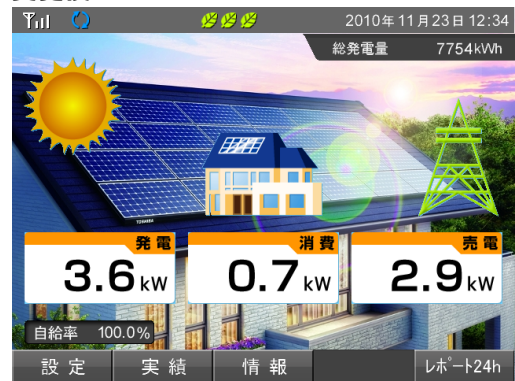 2010年11月23日 12:34
総発電量 7754kWh
TOSHIBA
発電 消費 売電
3.6kW 0.7kW 2.9kW
自給率 100.0%
設定 実績 情報 レポート24h